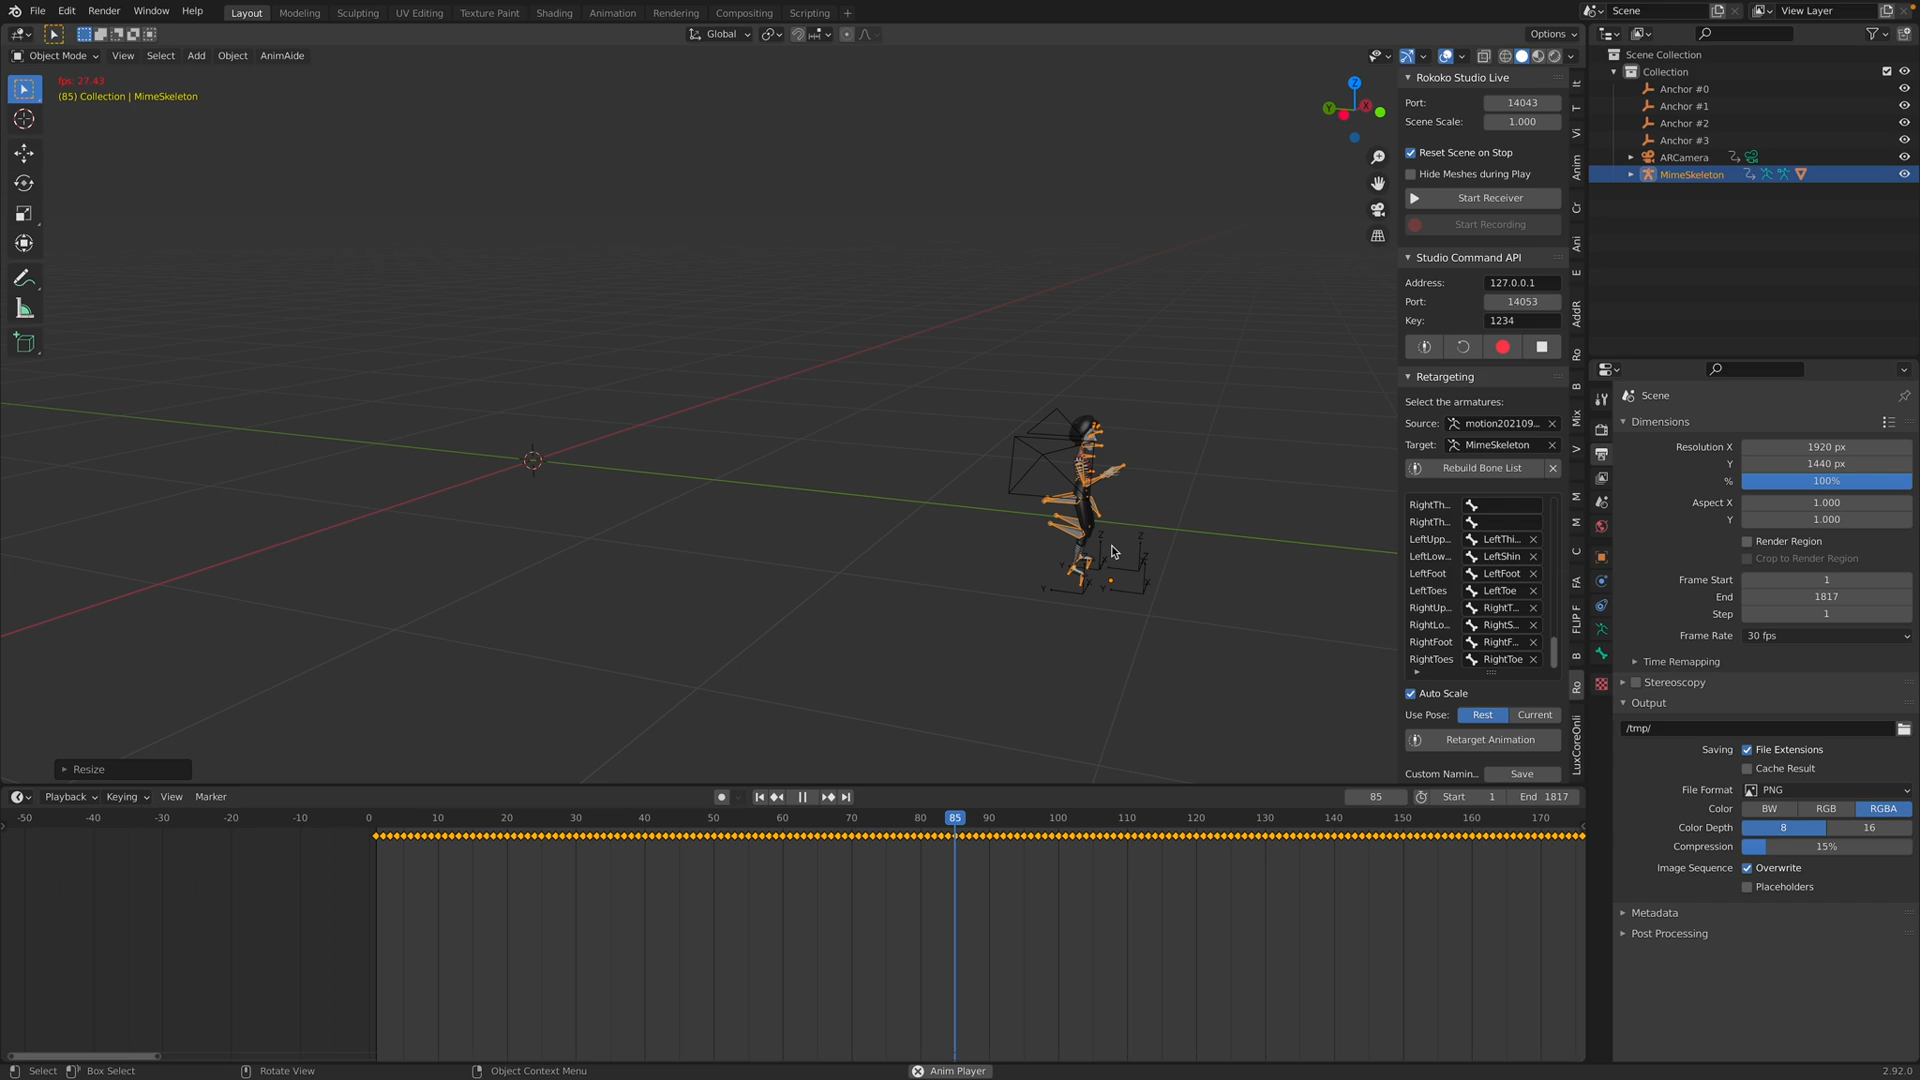 File Edit Render Window Help
Layout Modeling Sculpting UV Editing Texture Paint Shading Animation Rendering Compositing Scripting +
Scene
View Layer
Global
Options
Object Mode View Select Add Object AnimAide
fps: 27.43
(85) Collection | MimeSkeleton
Z
Y
X
Rokoko Studio Live
Port: 14043
Scene Scale: 1.000
Reset Scene on Stop
Hide Meshes during Play
Start Receiver
Start Recording
Studio Command API
Address: 127.0.0.1
Port: 14053
Key: 1234
Retargeting
Select the armatures:
Source: motion202109...
Target: MimeSkeleton
Rebuild Bone List
RightTh...
RightTh...
LeftUpp... LeftThi...
LeftLow... LeftShin
LeftFoot LeftFoot
LeftToes LeftToe
RightUp... RightT...
RightLo... RightS...
RightFoot RightF...
RightToes RightToe
Auto Scale
Use Pose: Rest Current
Retarget Animation
Custom Namin... Save
It
T
Vi
Anim
Cr
Ani
E
AddR
Ro
B
Mix
V
M
M
C
FA
FLIP F
B
Ro
LuxCoreOnli
Scene Collection
Collection
Anchor #0
Anchor #1
Anchor #2
Anchor #3
ARCamera
MimeSkeleton
Scene
Dimensions
Resolution X 1920 px
Y 1440 px
% 100%
Aspect X 1.000
Y 1.000
Render Region
Crop to Render Region
Frame Start 1
End 1817
Step 1
Frame Rate 30 fps
Time Remapping
Stereoscopy
Output
/tmp/
Saving File Extensions
Cache Result
File Format PNG
Color BW RGB RGBA
Color Depth 8 16
Compression 15%
Image Sequence Overwrite
Placeholders
Metadata
Post Processing
Resize
Playback Keying View Marker
85 Start 1 End 1817
-50 -40 -30 -20 -10 0 10 20 30 40 50 60 70 80 85 90 100 110 120 130 140 150 160 170
Select Box Select Rotate View Object Context Menu Anim Player 2.92.0